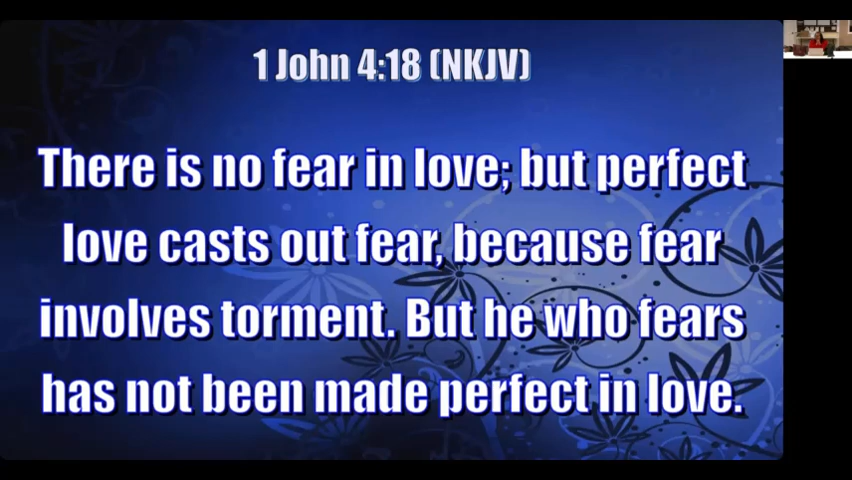 1 John 4:18 (NKJV)
There is no fear in love; but perfect
love casts out fear, because fear
involves torment. But he who fears
has not been made perfect in love.